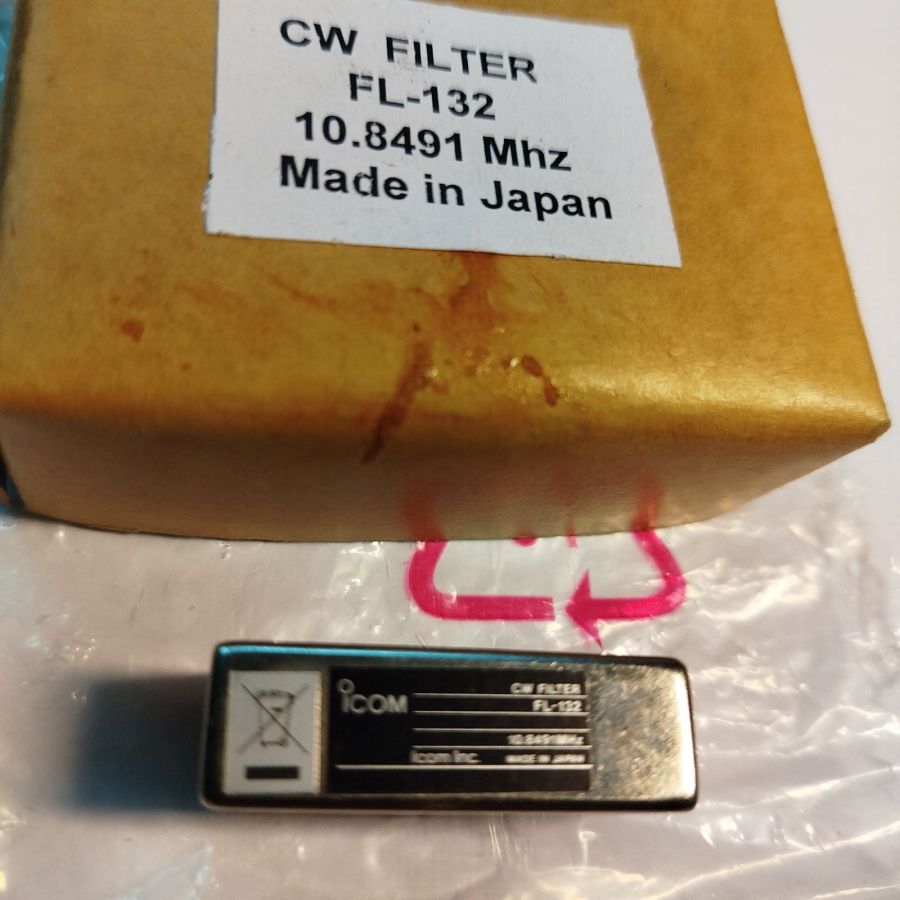 CW FILTER
FL-132
10.8491 Mhz
Made in Japan
ICOM
CW FILTER
FL-132
10.8491MHz
Icom Inc.
MADE IN JAPAN